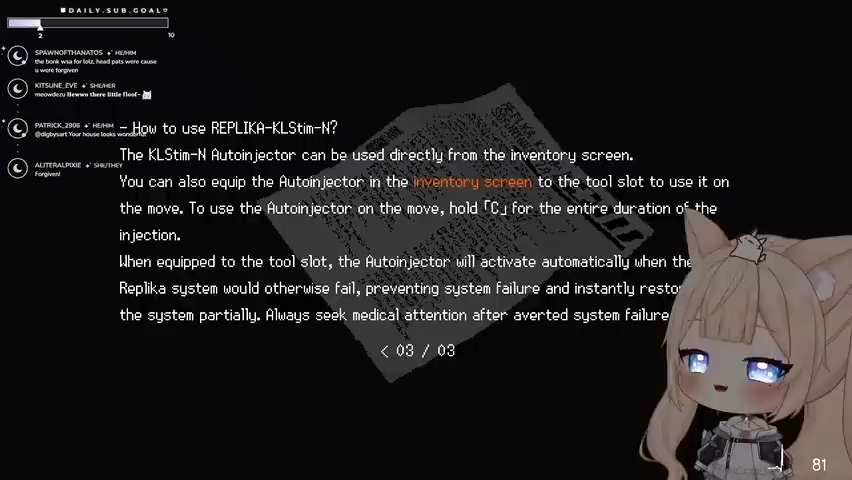 DAILY.SUB.GOAL
2
10
SPAWNOFTHANATOS HE/HIM
the bonk wsa for lolz, head pats were cause
u were forgiven
KITSUNE_EVE SHE/HER
meowdezu Hewwo there little floof~
PATRICK_2906 HE/HIM
@digbysart Your house looks wonderful
ALITERALPIXIE SHE/THEY
Forgiven!
- How to use REPLIKA-KLStim-N?
The KLStim-N Autoinjector can be used directly from the inventory screen.
You can also equip the Autoinjector in the inventory screen to the tool slot to use it on
the move. To use the Autoinjector on the move, hold 「C」 for the entire duration of the
injection.
When equipped to the tool slot, the Autoinjector will activate automatically when the
Replika system would otherwise fail, preventing system failure and instantly resto
the system partially. Always seek medical attention after averted system failure
< 03 / 03
81